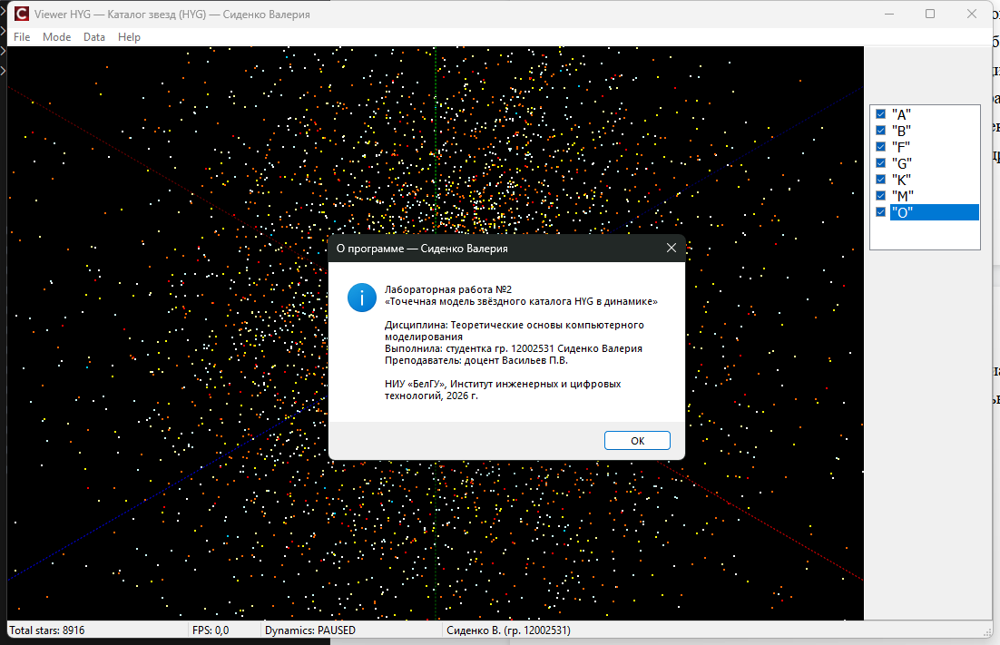 Viewer HYG — Каталог звезд (HYG) — Сиденко Валерия
File Mode Data Help
"A"
"B"
"F"
"G"
"K"
"M"
"O"
О программе — Сиденко Валерия
Лабораторная работа №2
«Точечная модель звёздного каталога HYG в динамике»
Дисциплина: Теоретические основы компьютерного
моделирования
Выполнила: студентка гр. 12002531 Сиденко Валерия
Преподаватель: доцент Васильев П.В.
НИУ «БелГУ», Институт инженерных и цифровых
технологий, 2026 г.
OK
Total stars: 8916 FPS: 0,0 Dynamics: PAUSED Сиденко В. (гр. 12002531)